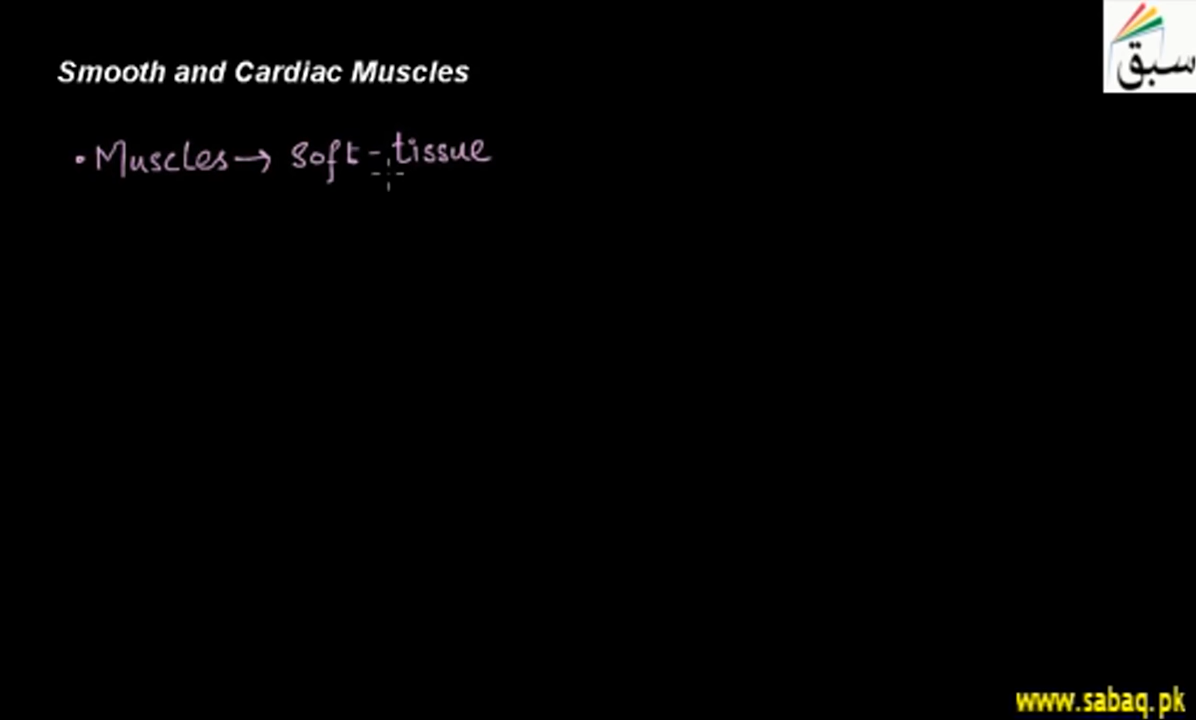 Smooth and Cardiac Muscles
سبق
• Muscles → Soft - tissue
www.sabaq.pk